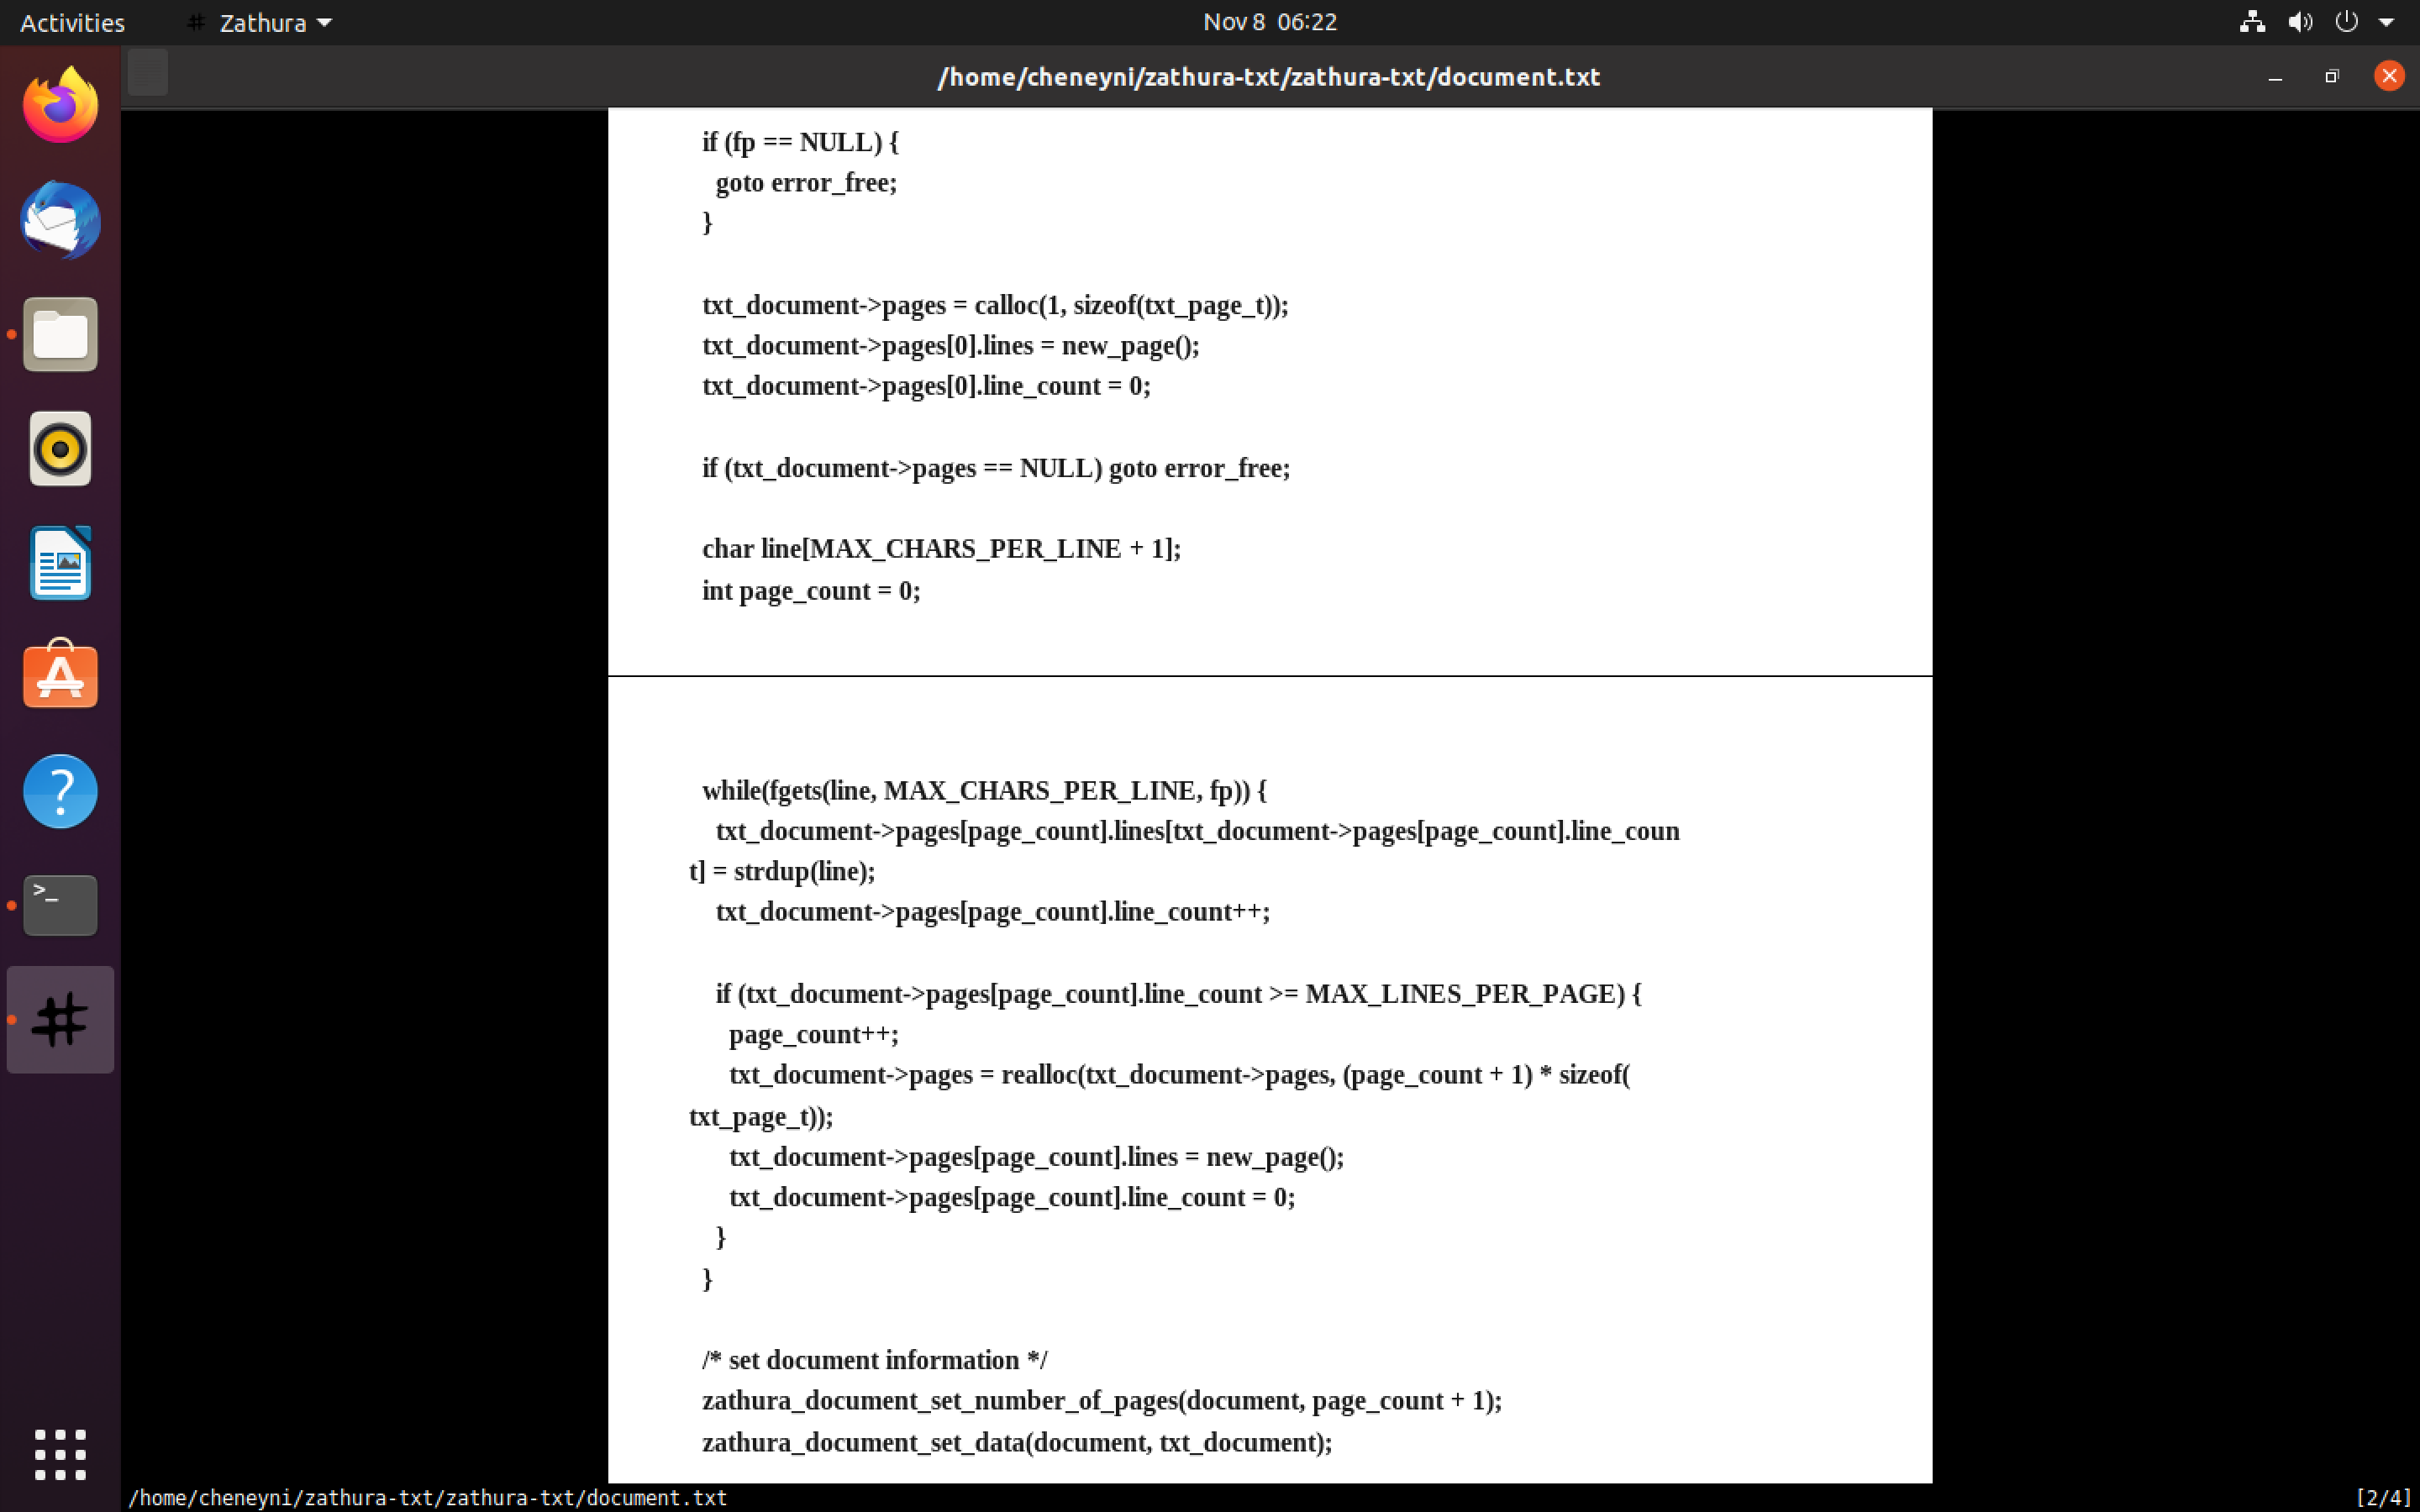 Activities
Zathura
Nov 8 06:22
/home/cheneyni/zathura-txt/zathura-txt/document.txt
if (fp == NULL) {
goto error_free;
}
txt_document->pages = calloc(1, sizeof(txt_page_t));
txt_document->pages[0].lines = new_page();
txt_document->pages[0].line_count = 0;
if (txt_document->pages == NULL) goto error_free;
char line[MAX_CHARS_PER_LINE + 1];
int page_count = 0;
while(fgets(line, MAX_CHARS_PER_LINE, fp)) {
txt_document->pages[page_count].lines[txt_document->pages[page_count].line_coun
t] = strdup(line);
txt_document->pages[page_count].line_count++;
if (txt_document->pages[page_count].line_count >= MAX_LINES_PER_PAGE) {
page_count++;
txt_document->pages = realloc(txt_document->pages, (page_count + 1) * sizeof(
txt_page_t));
txt_document->pages[page_count].lines = new_page();
txt_document->pages[page_count].line_count = 0;
}
}
/* set document information */
zathura_document_set_number_of_pages(document, page_count + 1);
zathura_document_set_data(document, txt_document);
/home/cheneyni/zathura-txt/zathura-txt/document.txt
[2/4]